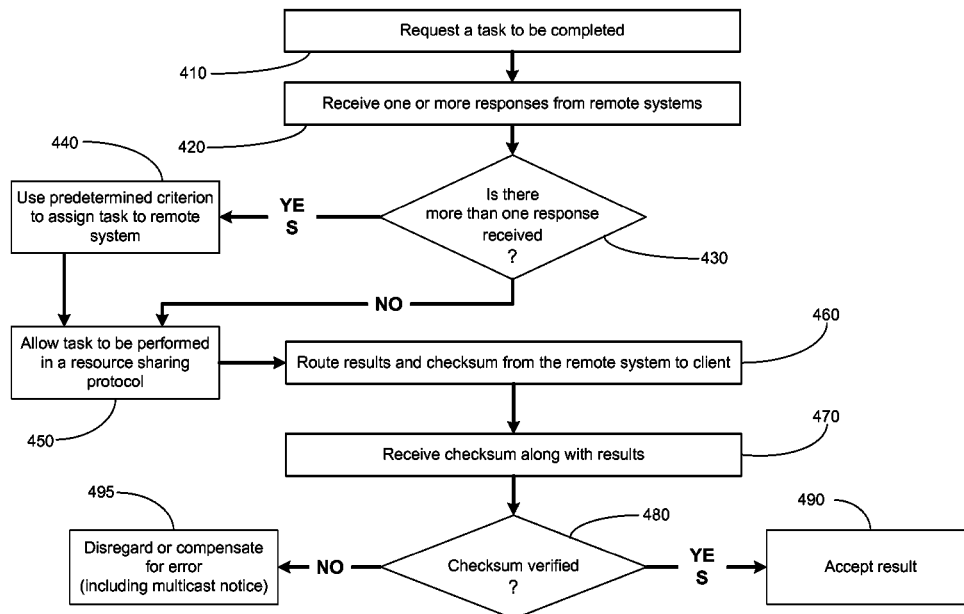 Request a task to be completed
410
Receive one or more responses from remote systems
420
440
Use predetermined criterion
to assign task to remote
system
YE
S
Is there
more than one response
received
?
430
NO
Allow task to be performed
in a resource sharing
protocol
450
460
Route results and checksum from the remote system to client
470
Receive checksum along with results
495
Disregard or compensate
for error
(including multicast notice)
NO
480
Checksum verified
?
YE
S
490
Accept result